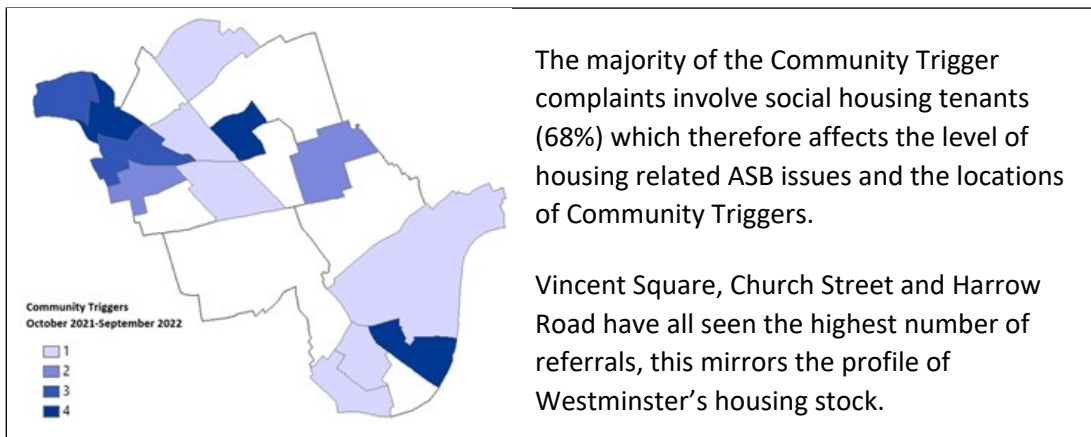 The majority of the Community Trigger
complaints involve social housing tenants
(68%) which therefore affects the level of
housing related ASB issues and the locations
of Community Triggers.
Vincent Square, Church Street and Harrow
Road have all seen the highest number of
referrals, this mirrors the profile of
Westminster’s housing stock.
Community Triggers
October 2021-September 2022
1
2
3
4